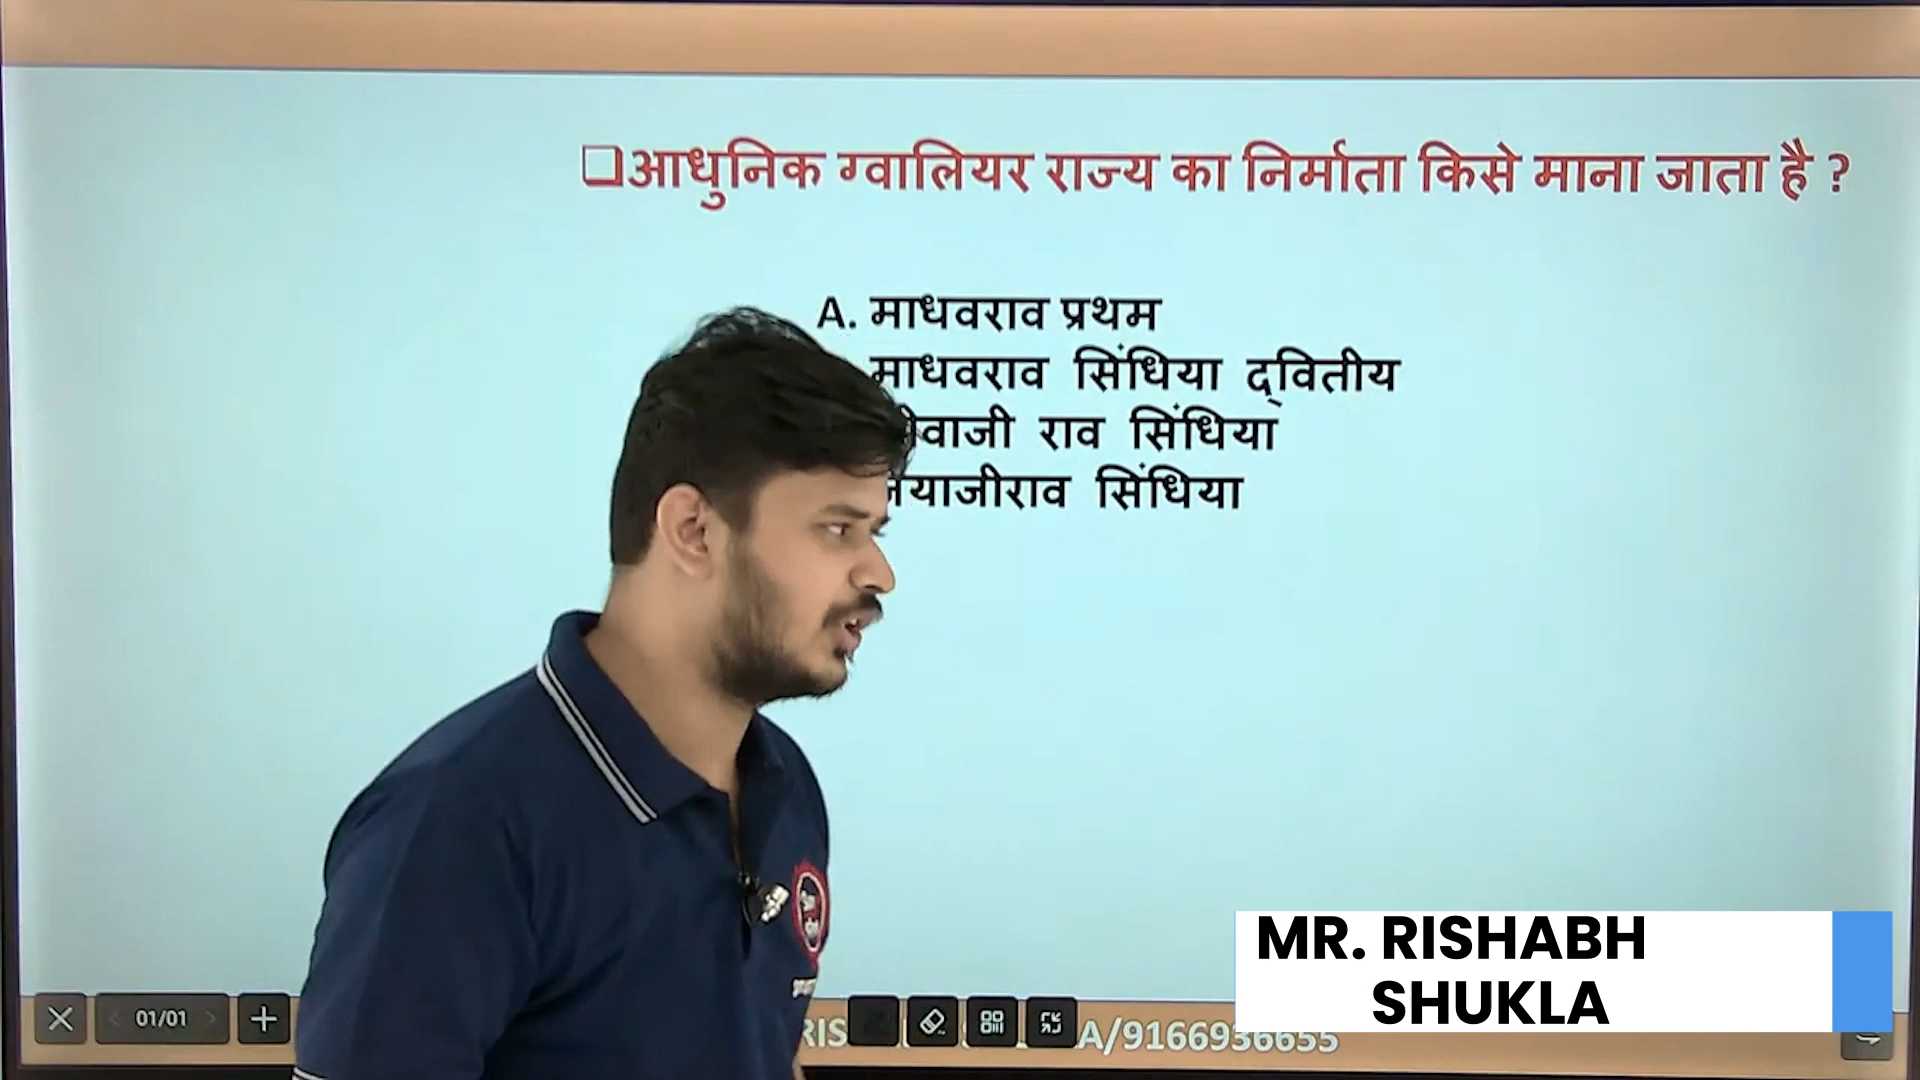 ❑आधुनिक ग्वालियर राज्य का निर्माता किसे माना जाता है ?
A. माधवराव प्रथम
माधवराव सिंधिया द्वितीय
राव सिंधिया
सिंधिया
MR. RISHABH
SHUKLA
01/01
A/9166936655